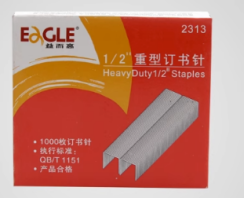 2313
EAGLE®
益而高
1/2"重型订书针
HeavyDuty1/2" Staples
• 1000枚订书针
• 执行标准:
QB/T 1151
• 产品合格